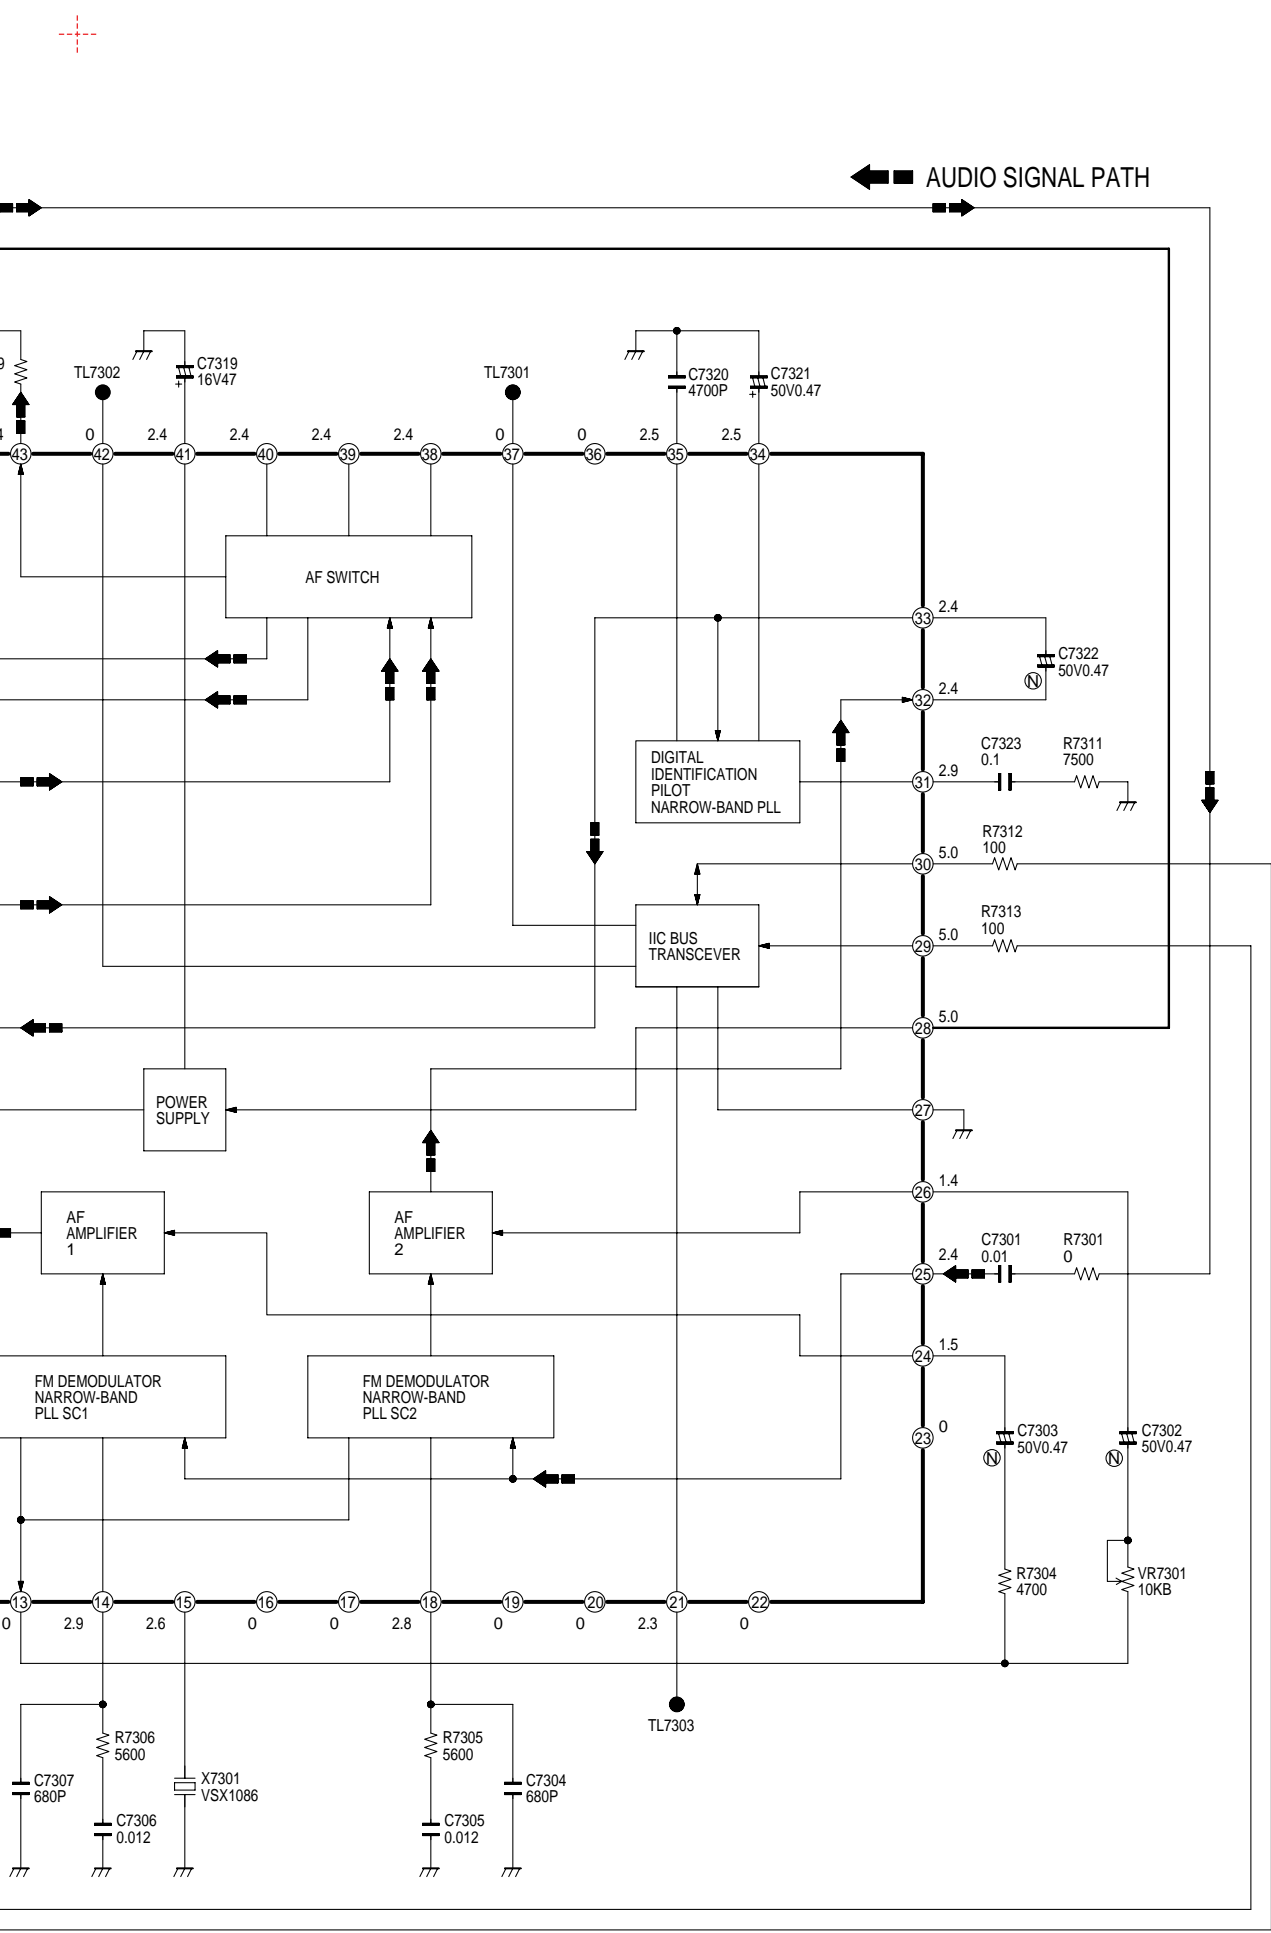 AUDIO SIGNAL PATH
9
TL7302
C7319
16V47
TL7301
C7320
4700P
C7321
50V0.47
4
0
2.4
2.4
2.4
2.4
0
0
2.5
2.5
43
42
41
40
39
38
37
36
35
34
AF SWITCH
33
2.4
C7322
50V0.47
N
32
2.4
DIGITAL
IDENTIFICATION
PILOT
NARROW-BAND PLL
31
2.9
C7323
0.1
R7311
7500
30
5.0
R7312
100
IIC BUS
TRANSCEVER
29
5.0
R7313
100
28
5.0
POWER
SUPPLY
27
26
1.4
AF
AMPLIFIER
1
AF
AMPLIFIER
2
25
2.4
C7301
0.01
R7301
0
24
1.5
FM DEMODULATOR
NARROW-BAND
PLL SC1
FM DEMODULATOR
NARROW-BAND
PLL SC2
23
0
C7303
50V0.47
N
C7302
50V0.47
N
R7304
4700
VR7301
10KB
13
14
15
16
17
18
19
20
21
22
0
2.9
2.6
0
0
2.8
0
0
2.3
0
TL7303
R7306
5600
R7305
5600
C7307
680P
X7301
VSX1086
C7304
680P
C7306
0.012
C7305
0.012